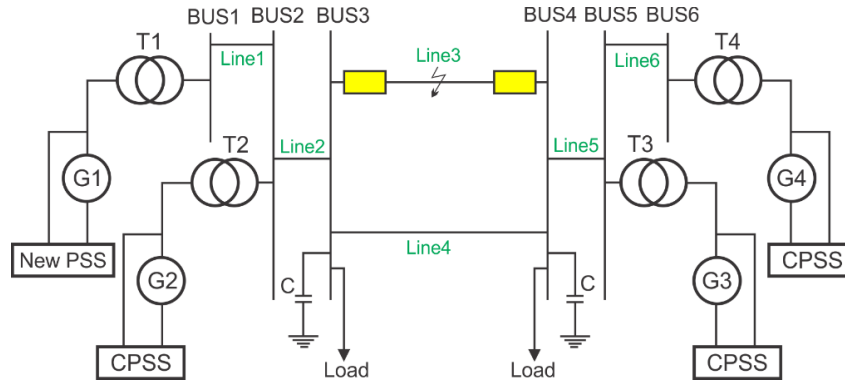 BUS1 BUS2 BUS3 BUS4 BUS5 BUS6
T1 Line1 Line3 Line6 T4
T2 Line2 Line5 T3
G1 G4
New PSS Line4 CPSS
G2 C C G3
CPSS Load Load CPSS